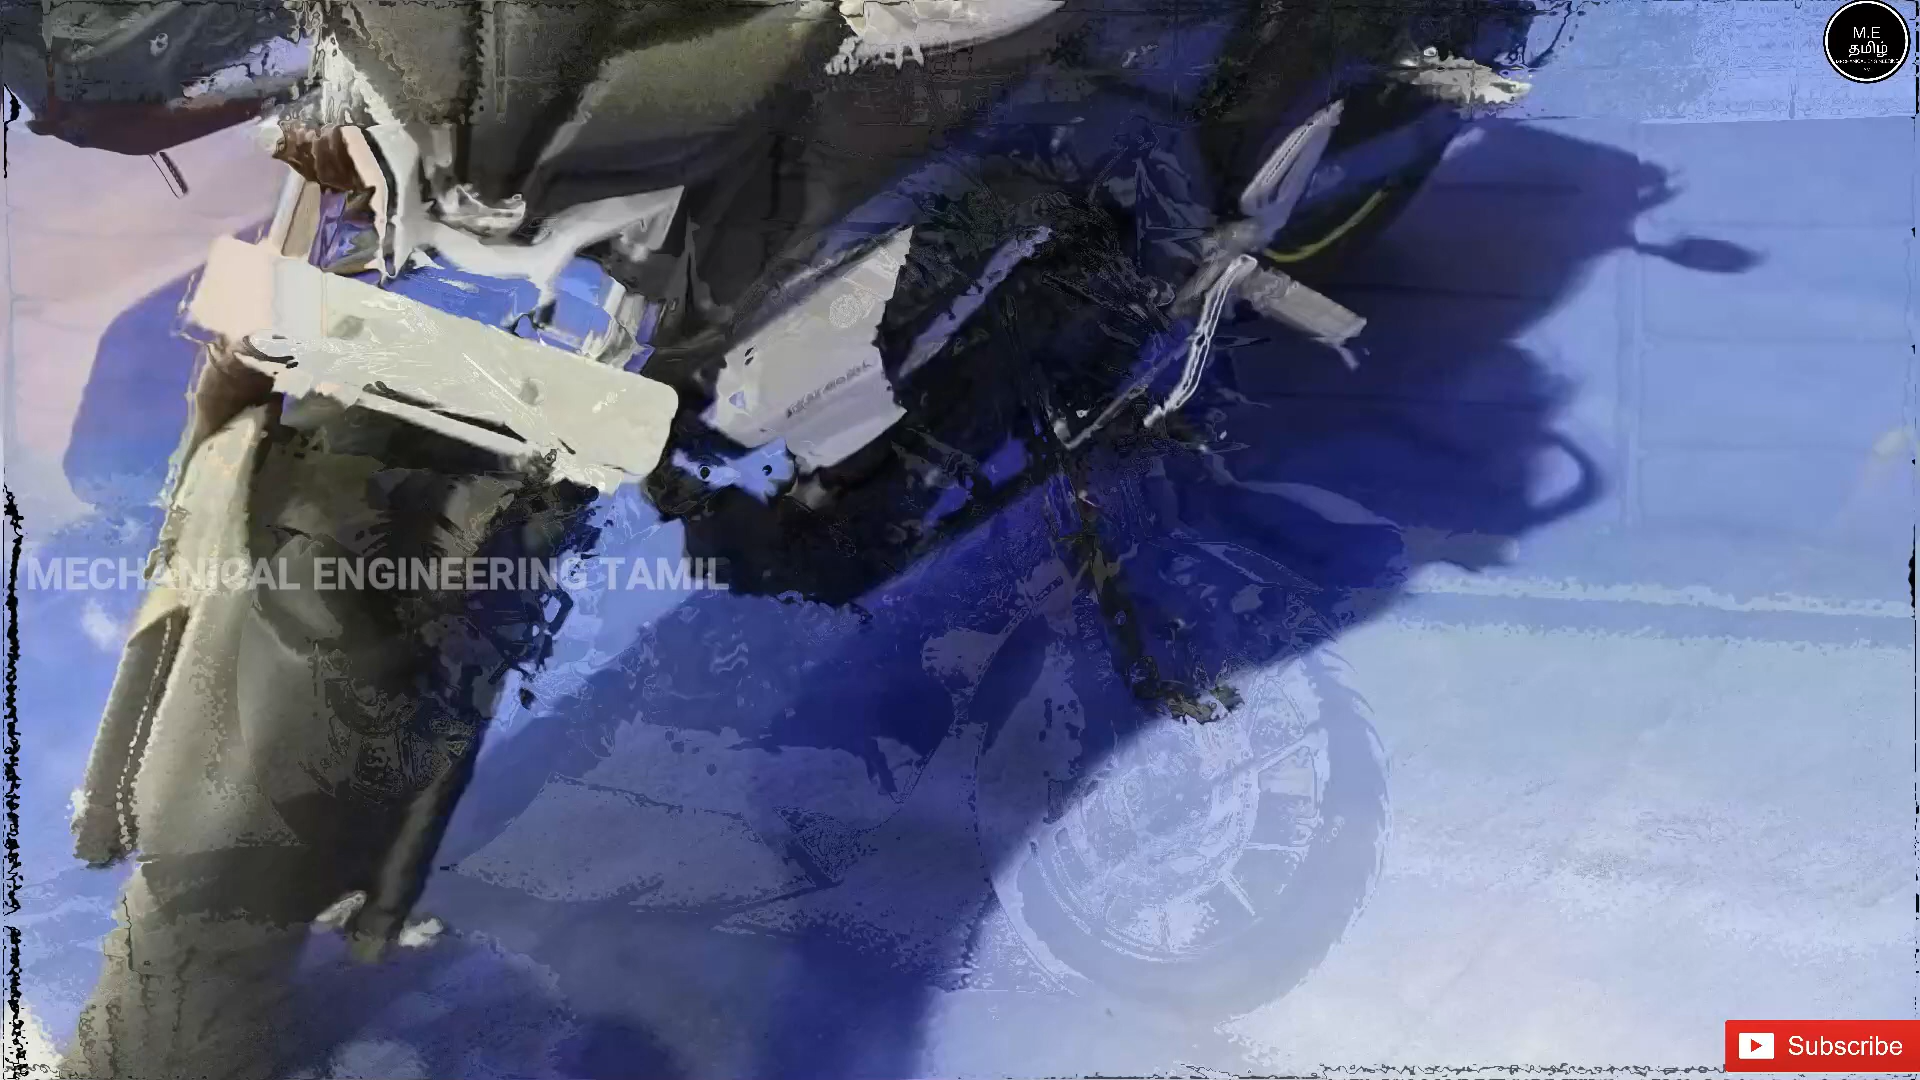 M.E
தமிழ்
MECHANICAL ENGINEERING TAMIL
Subscribe